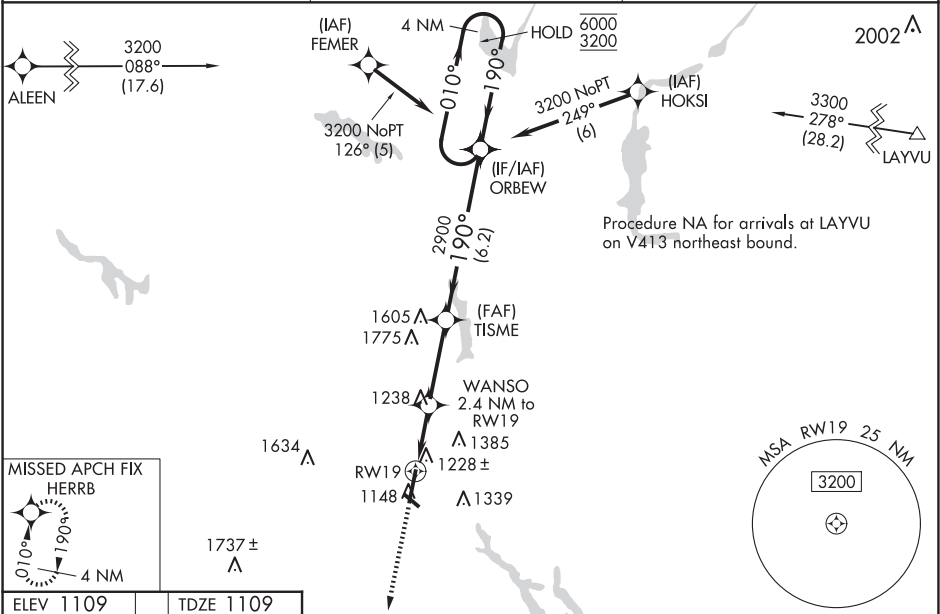 ALEEN
3200
088°
(17.6)
(IAF)
FEMER
3200 NoPT
126° (5)
4 NM
HOLD
6000
3200
010°
190°
(IF/IAF)
ORBEW
3200 NoPT
249°
(6)
(IAF)
HOKSI
2002
3300
278°
(28.2)
LAYVU
Procedure NA for arrivals at LAYVU
on V413 northeast bound.
2900
190°
(6.2)
1605
1775
(FAF)
TISME
1238
WANSO
2.4 NM to
RW19
1385
1634
1228 ±
RW19
1148
1339
MISSED APCH FIX
HERRB
010°
190°
4 NM
1737 ±
MSA RW19 25 NM
3200
ELEV 1109
TDZE 1109